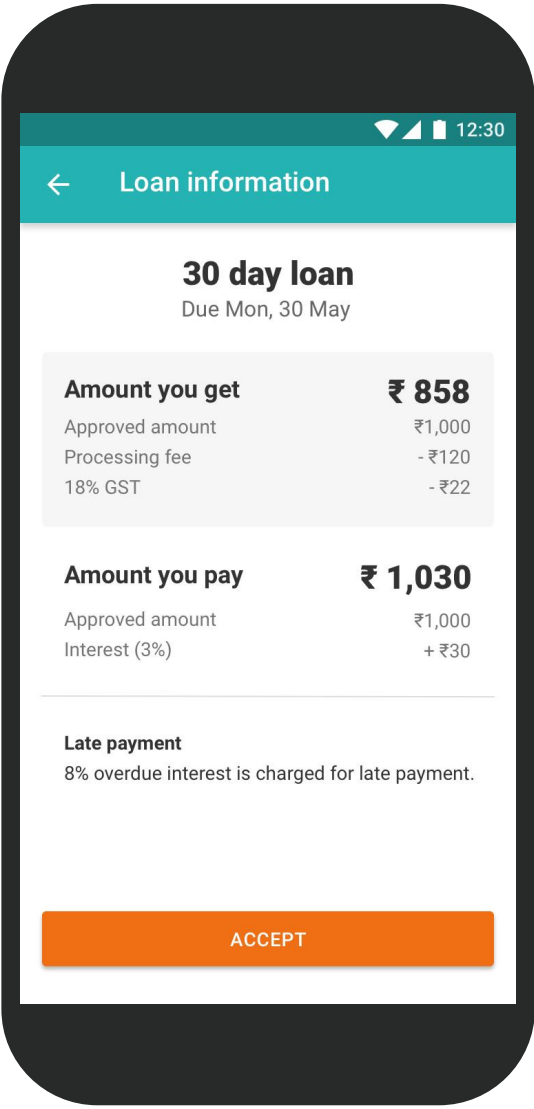 12:30
Loan information
30 day loan
Due Mon, 30 May
Amount you get ₹ 858
Approved amount ₹1,000
Processing fee - ₹120
18% GST - ₹22
Amount you pay ₹ 1,030
Approved amount ₹1,000
Interest (3%) + ₹30
Late payment
8% overdue interest is charged for late payment.
ACCEPT